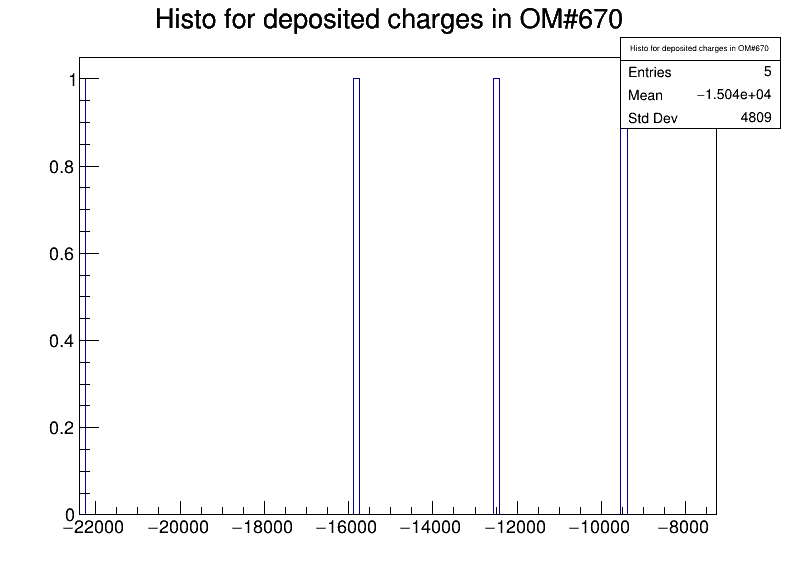 Histo for deposited charges in OM#670
Histo for deposited charges in OM#670
Entries 5
Mean −1.504e+04
Std Dev 4809
1
0.8
0.6
0.4
0.2
0
−22000 −20000 −18000 −16000 −14000 −12000 −10000 −8000